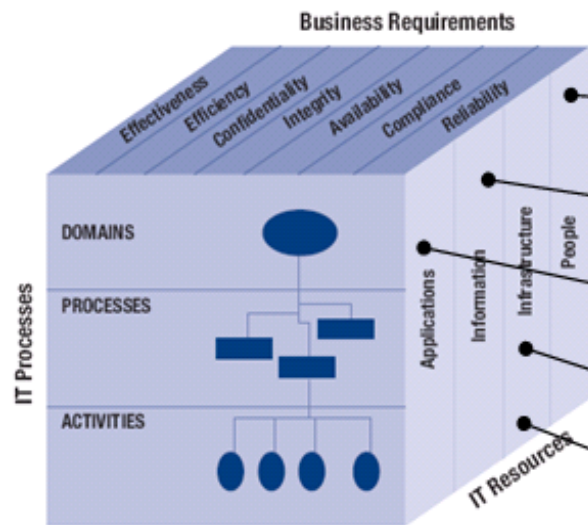 Business Requirements
Effectiveness
Efficiency
Confidentiality
Integrity
Availability
Compliance
Reliability
DOMAINS
PROCESSES
ACTIVITIES
IT Processes
Applications
Information
Infrastructure
People
IT Resources